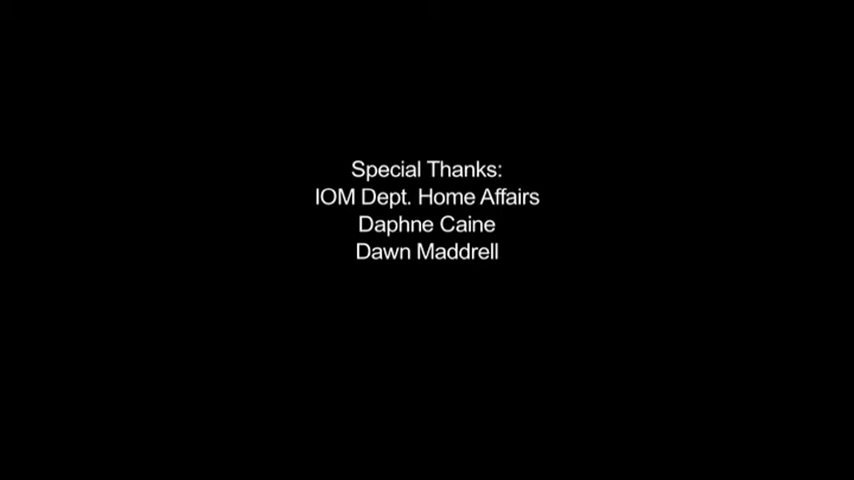 Special Thanks:
IOM Dept. Home Affairs
Daphne Caine
Dawn Maddrell